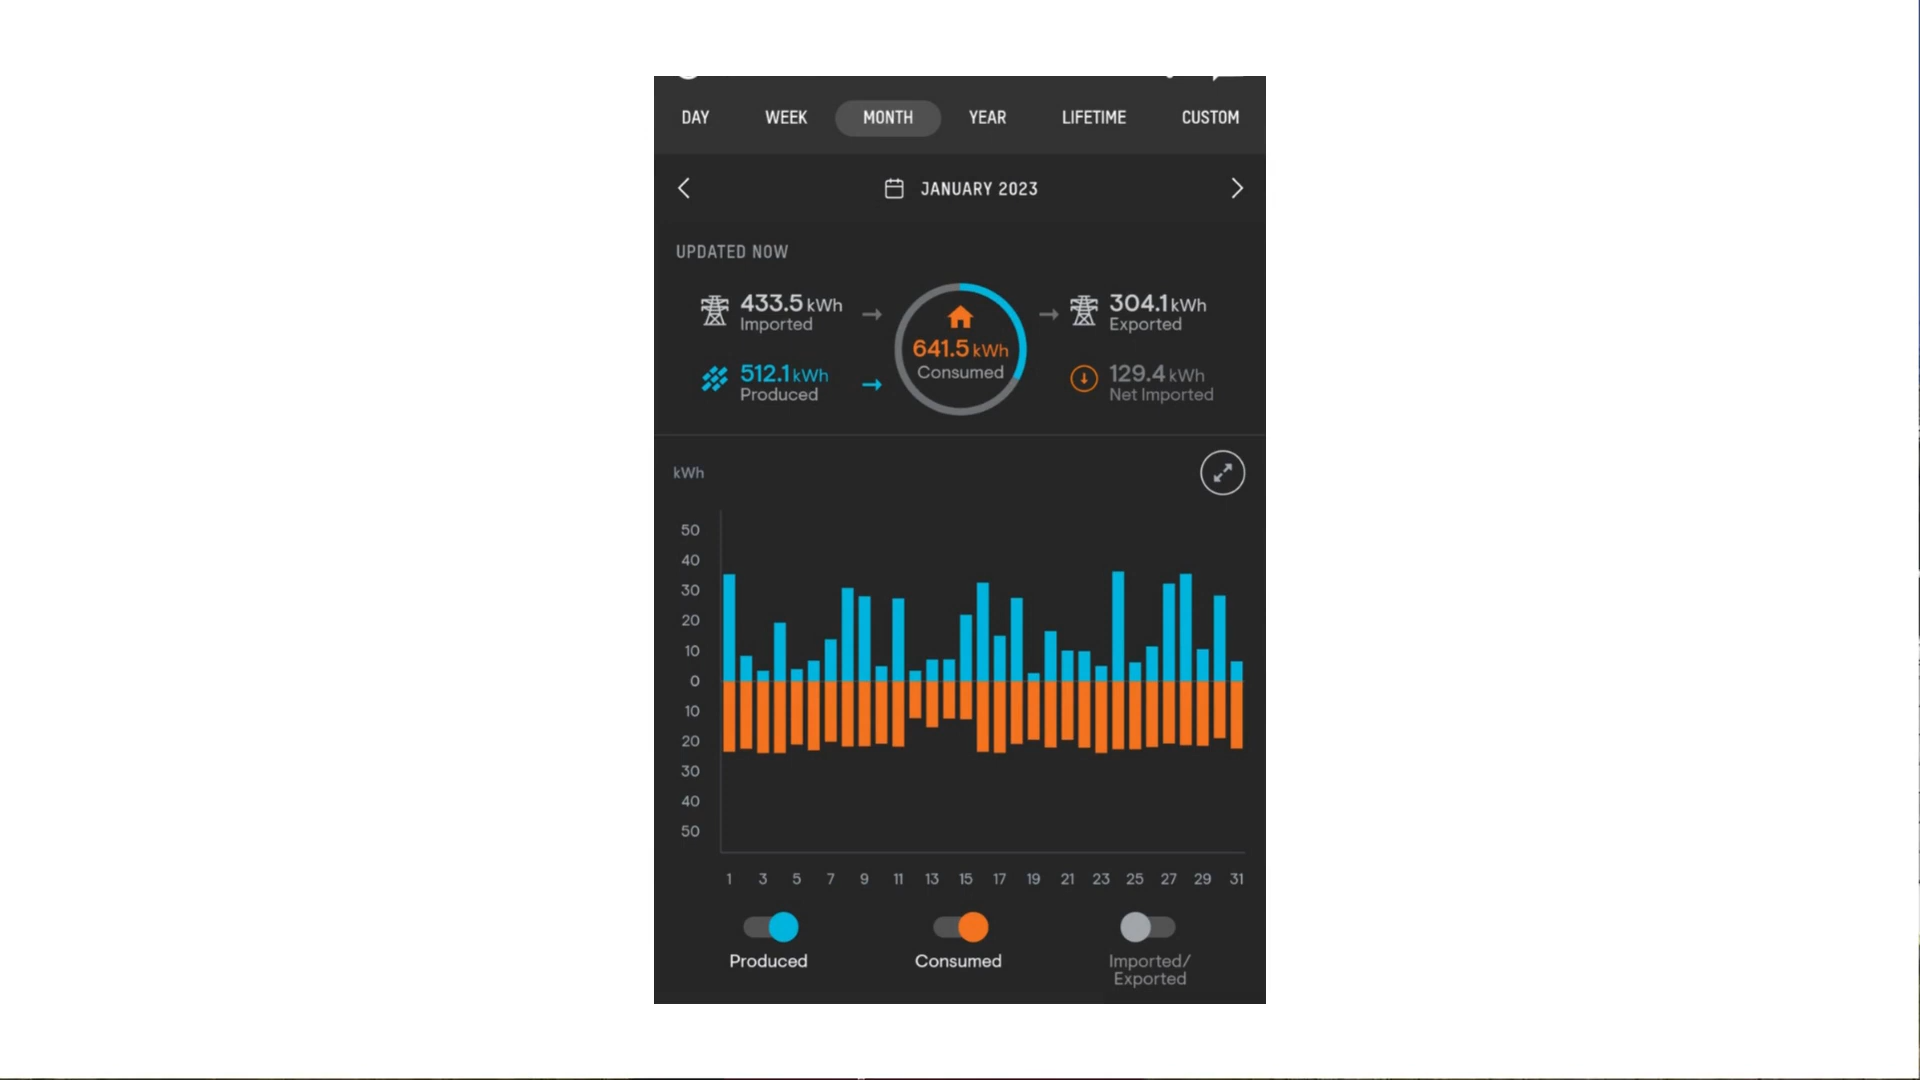 DAY WEEK MONTH YEAR LIFETIME CUSTOM
JANUARY 2023
UPDATED NOW
433.5 kWh
Imported
512.1 kWh
Produced
641.5 kWh
Consumed
304.1 kWh
Exported
129.4 kWh
Net Imported
kWh
50
40
30
20
10
0
10
20
30
40
50
1 3 5 7 9 11 13 15 17 19 21 23 25 27 29 31
Produced
Consumed
Imported/
Exported